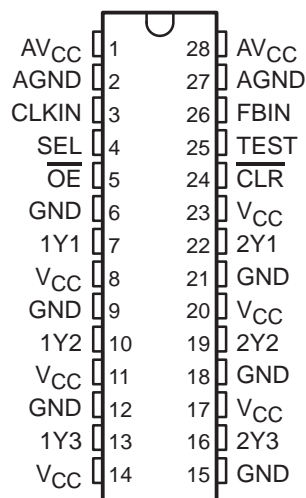 AVCC 1 28 AVCC
AGND 2 27 AGND
CLKIN 3 26 FBIN
SEL 4 25 TEST
OE 5 24 CLR
GND 6 23 VCC
1Y1 7 22 2Y1
VCC 8 21 GND
GND 9 20 VCC
1Y2 10 19 2Y2
VCC 11 18 GND
GND 12 17 VCC
1Y3 13 16 2Y3
VCC 14 15 GND